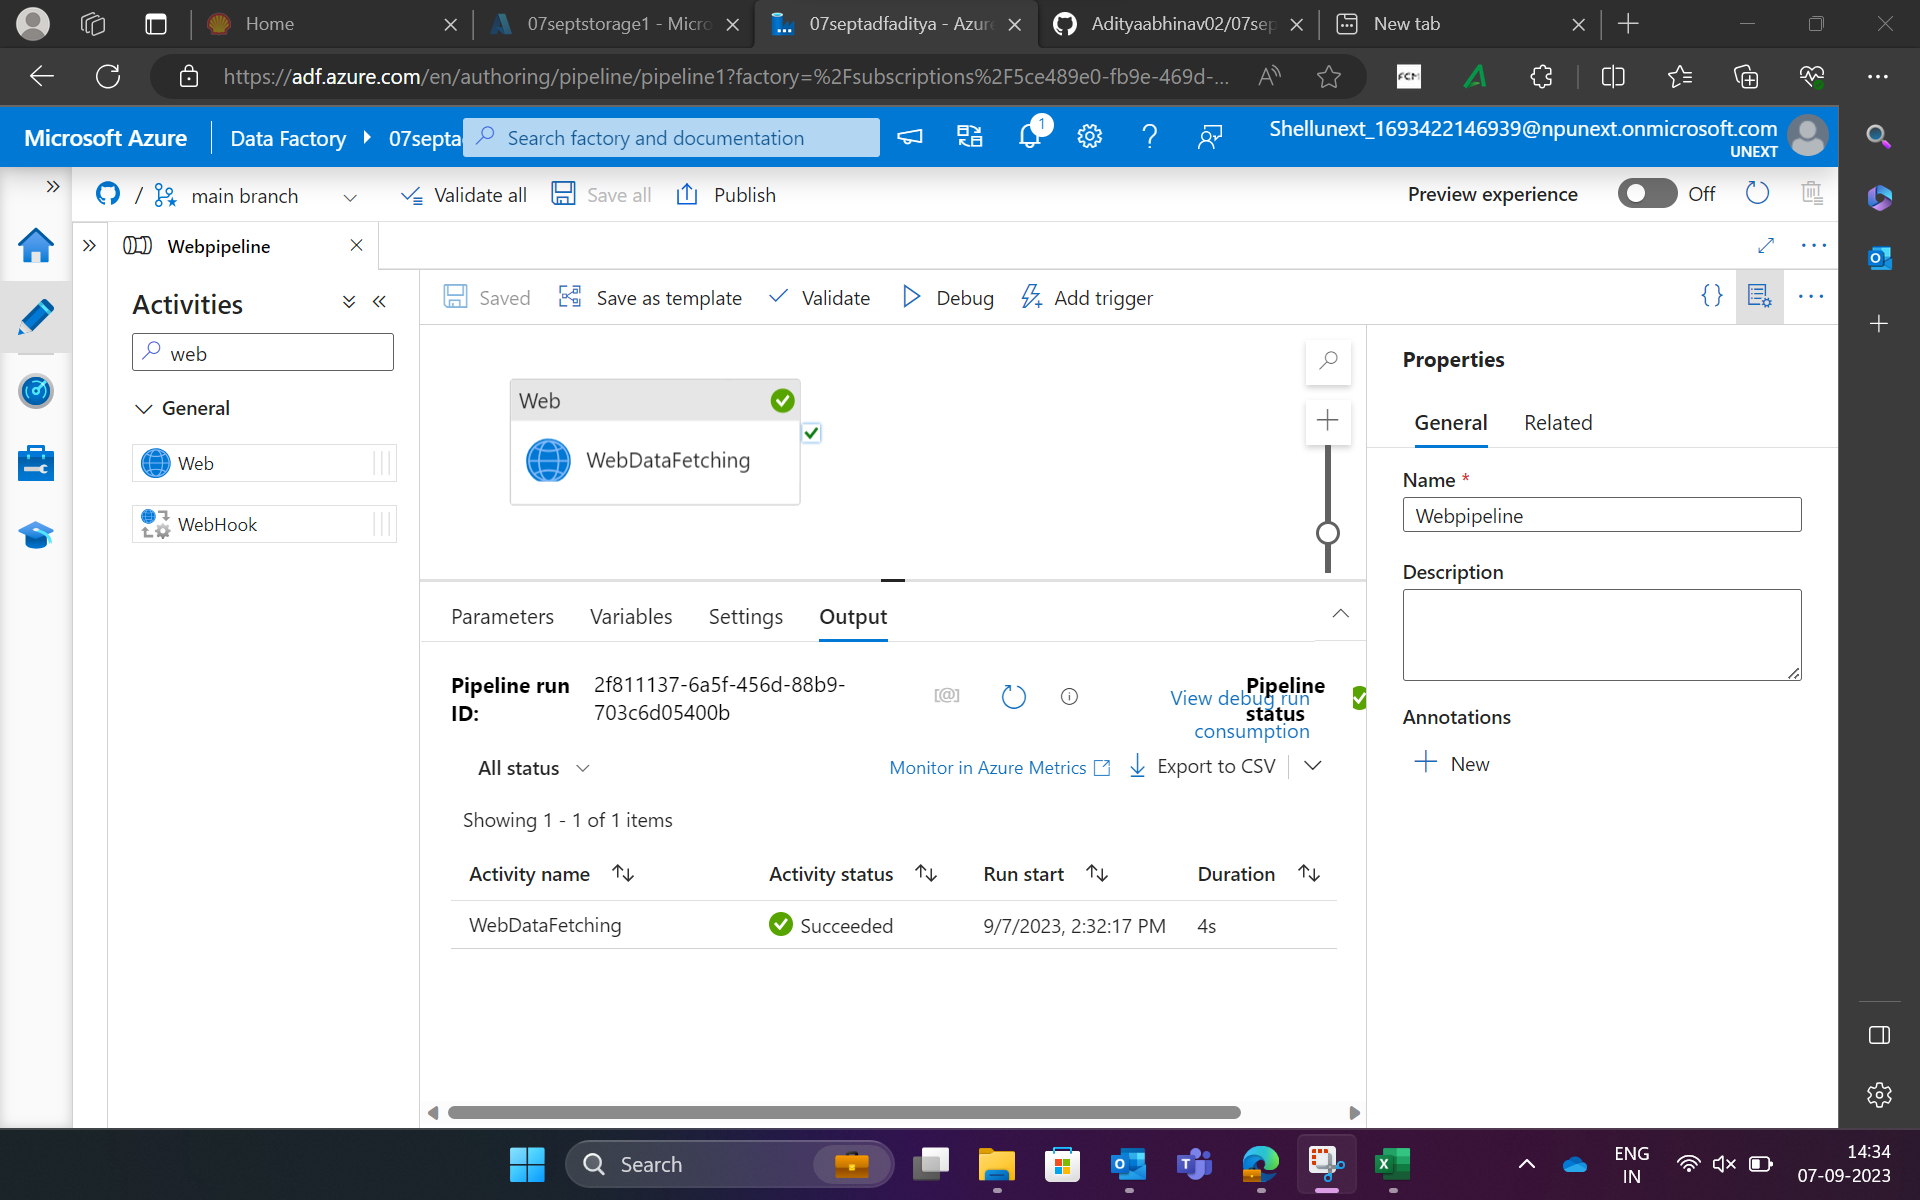 Home
07septstorage1 - Micro
07septadfaditya - Azure
Adityaabhinav02/07sep
New tab
https://adf.azure.com/en/authoring/pipeline/pipeline1?factory=%2Fsubscriptions%2F5ce489e0-fb9e-469d-...
FCM
Microsoft Azure
Data Factory
07septa
Search factory and documentation
1
Shellunext_1693422146939@npunext.onmicrosoft.com
UNEXT
/
main branch
Validate all
Save all
Publish
Preview experience
Off
Webpipeline
Activities
web
General
Web
WebHook
Saved
Save as template
Validate
Debug
Add trigger
{}
Web
WebDataFetching
Parameters
Variables
Settings
Output
Pipeline run ID:
2f811137-6a5f-456d-88b9-
703c6d05400b
[@]
View debug run
consumption
Pipeline
status
All status
Monitor in Azure Metrics
Export to CSV
Showing 1 - 1 of 1 items
Activity name
Activity status
Run start
Duration
WebDataFetching
Succeeded
9/7/2023, 2:32:17 PM
4s
Properties
General
Related
Name *
Webpipeline
Description
Annotations
New
Search
ENG
IN
14:34
07-09-2023